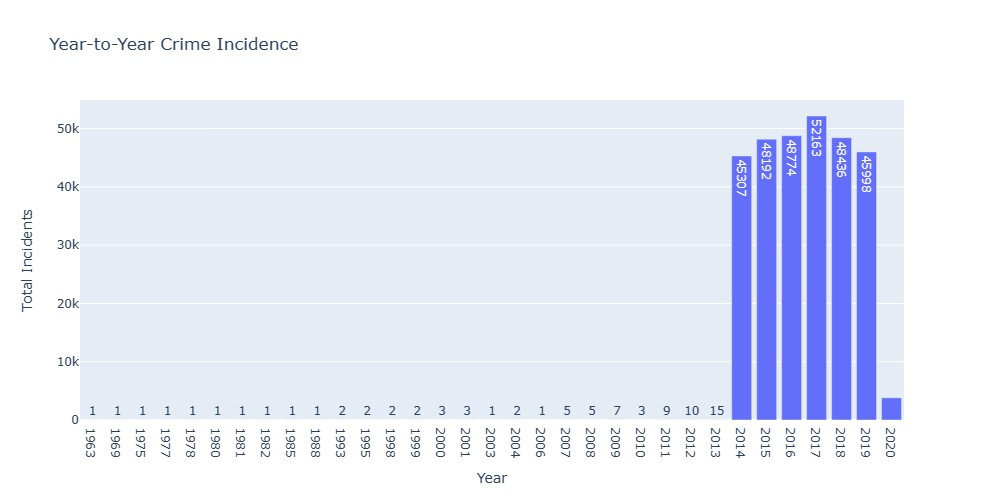 Year-to-Year Crime Incidence
50k
40k
30k
20k
10k
0
Total Incidents
1 1 1 1 1 1 1 1 1 1 2 2 2 2 3 3 1 2 1 5 5 7 3 9 10 15 45307 48192 48774 52163 48436 45998
1963 1969 1975 1977 1978 1980 1981 1982 1985 1988 1993 1995 1998 1999 2000 2001 2003 2004 2006 2007 2008 2009 2010 2011 2012 2013 2014 2015 2016 2017 2018 2019 2020
Year